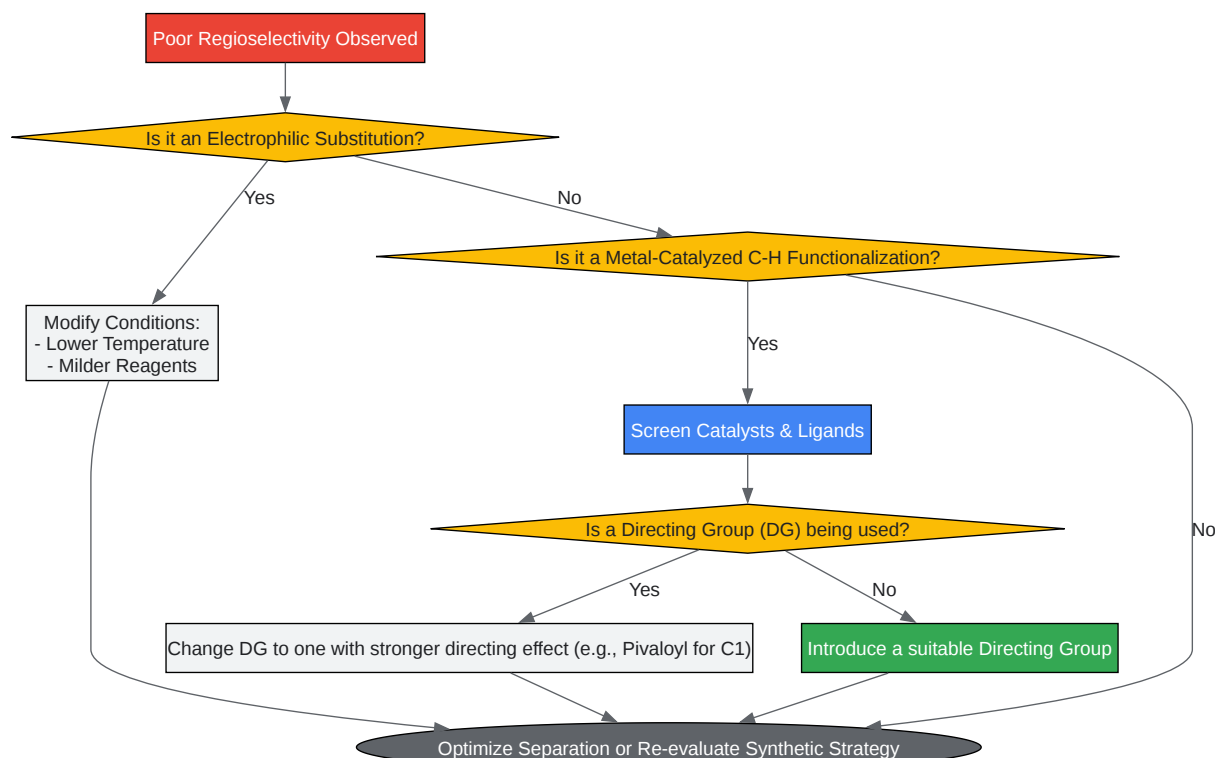 Poor Regioselectivity Observed
Is it an Electrophilic Substitution?
Yes
No
Is it a Metal-Catalyzed C-H Functionalization?
Modify Conditions:
- Lower Temperature
- Milder Reagents
Yes
Screen Catalysts & Ligands
No
Is a Directing Group (DG) being used?
Yes
No
Change DG to one with stronger directing effect (e.g., Pivaloyl for C1)
Introduce a suitable Directing Group
Optimize Separation or Re-evaluate Synthetic Strategy